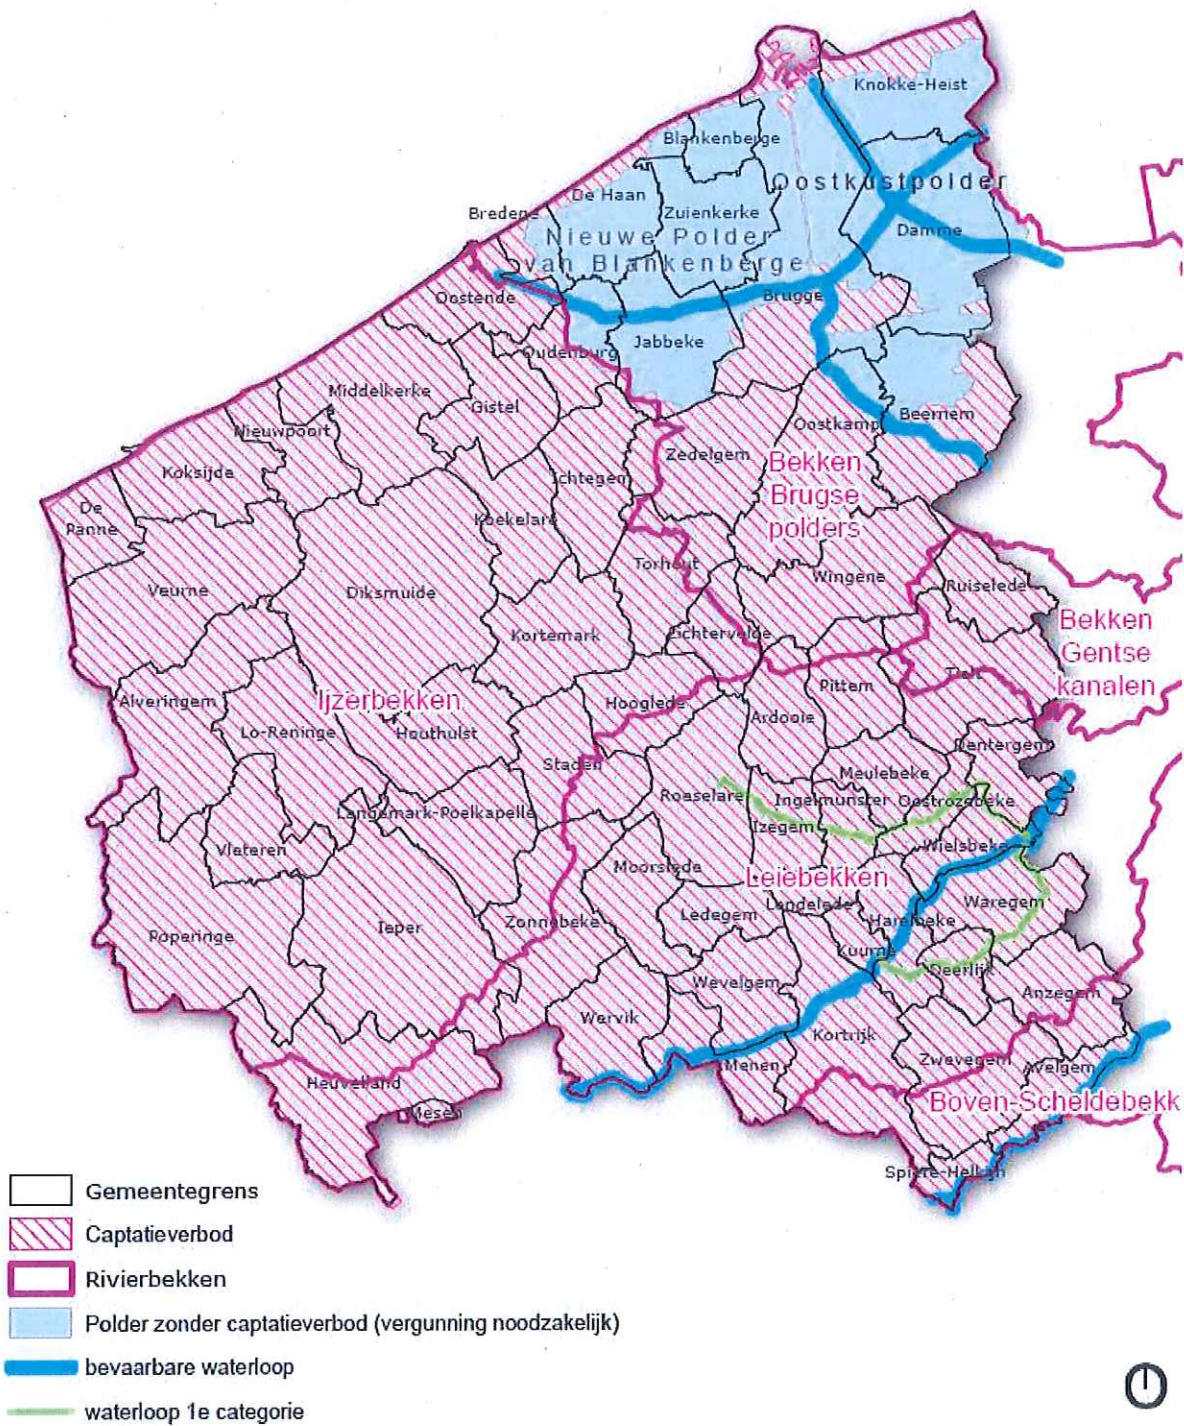 Knokke-Heist
Blankenberge
Oostkustpolder
De Haan
Zuienkerke
Bredene
Damme
Nieuwe Polder
van Blankenberge
Oostende
Brugge
Jabbeke
Oudenburg
Middelkerke
Gistel
Beernem
Oostkamp
Nieuwpoort
Zedelgem
Bekken
Brugse
polders
Koksijde
Ichtegem
De
Panne
Koekelare
Torhout
Wingene
Ruiselede
Veurne
Diksmuide
Kortemark
Lichtervelde
Bekken
Gentse
kanalen
Tielt
Pittem
Alveringem
Ijzerbekken
Hooglede
Ardooie
Lo-Reninge
Houthulst
Dentergem
Staden
Meulebeke
Roeselare
Ingelmunster
Oostrozebeke
Langemark-Poelkapelle
Izegem
Vleteren
Wielsbeke
Moorslede
Leiebekken
Lendelede
Waregem
Ledegem
Harelbeke
Zonnebeke
Ieper
Poperinge
Kuurne
Deerlijk
Wevelgem
Anzegem
Wervik
Kortrijk
Zwevegem
Menen
Avelgem
Heuvelland
Boven-Scheldebekk
Mesen
Spiere-Helkijn
Gemeentegrens
Captatieverbod
Rivierbekken
Polder zonder captatieverbod (vergunning noodzakelijk)
bevaarbare waterloop
waterloop 1e categorie